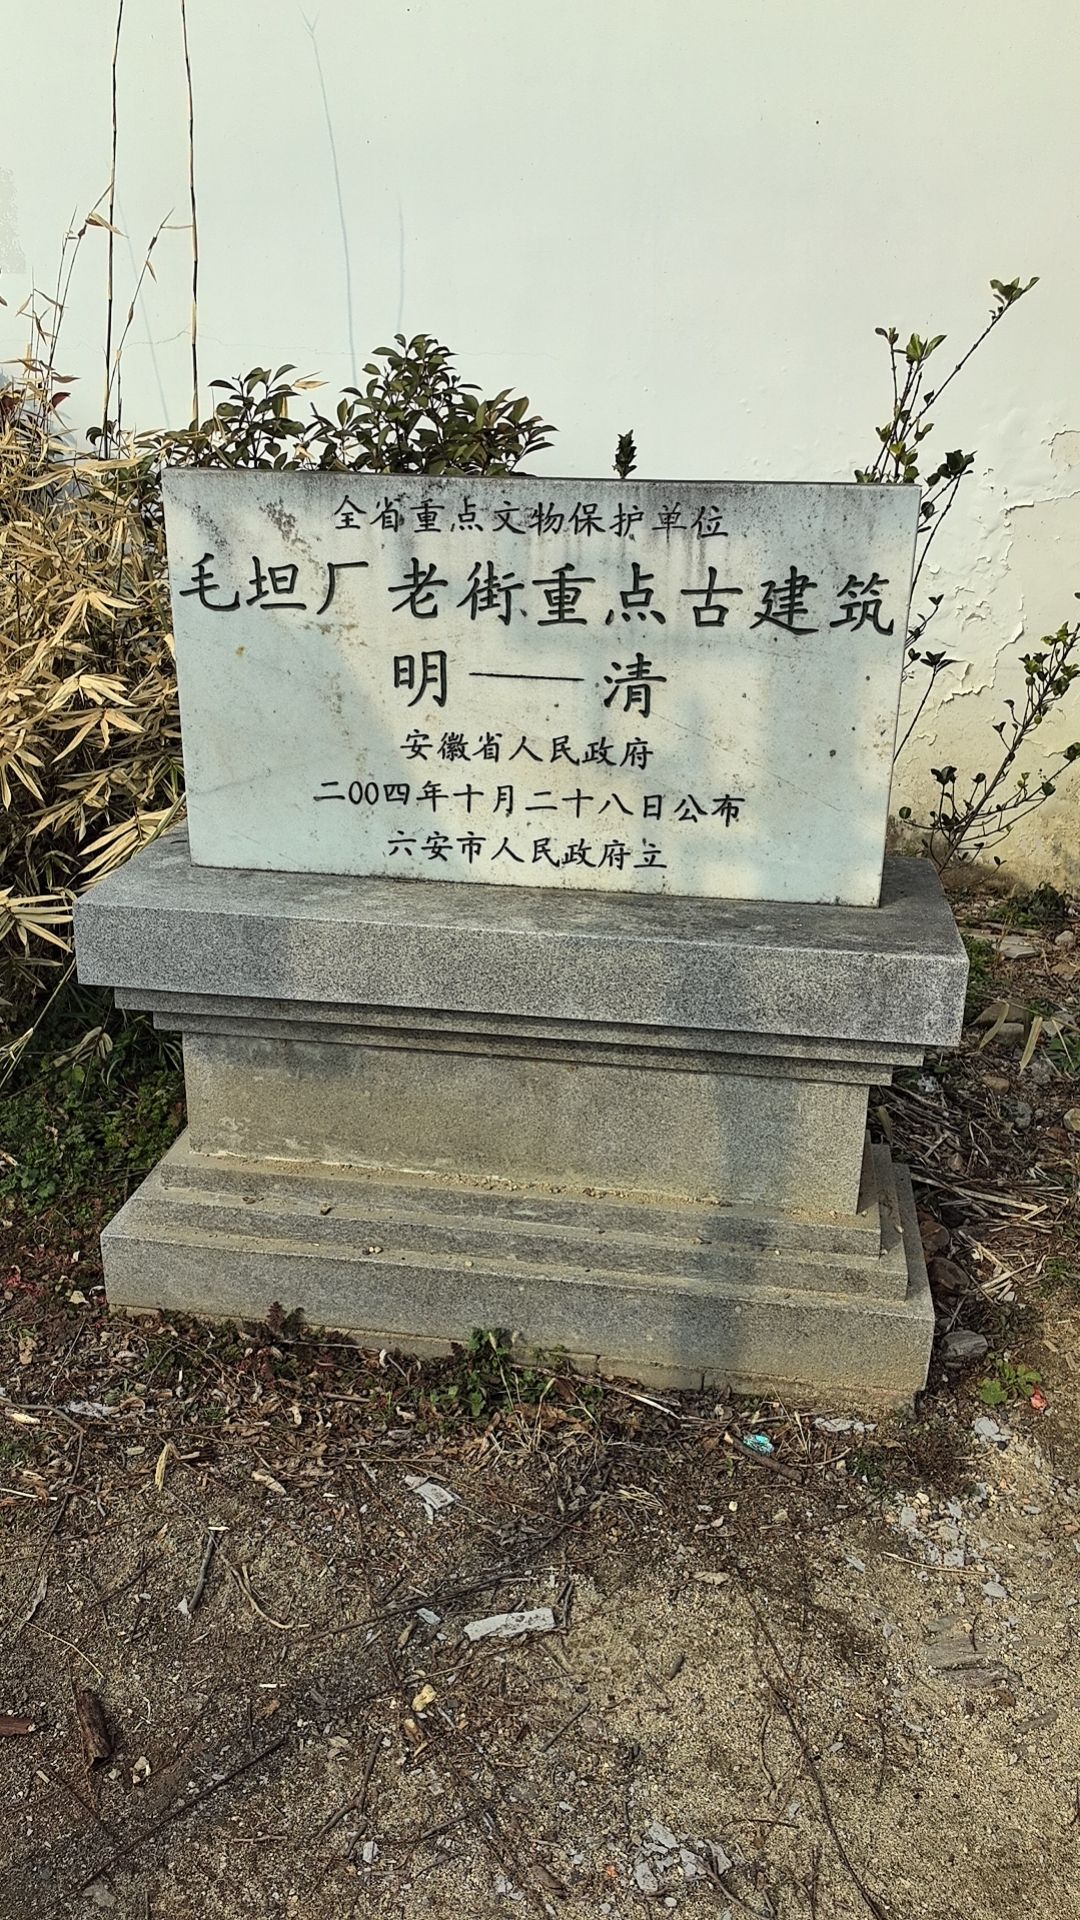 全省重点文物保护单位
毛坦厂老街重点古建筑
明——清
安徽省人民政府
二00四年十月二十八日公布
六安市人民政府立